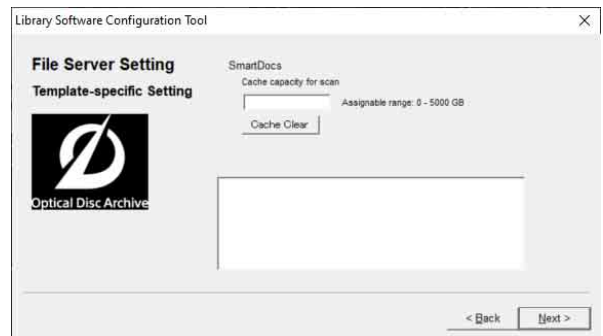 Library Software Configuration Tool
File Server Setting
Template-specific Setting
Optical Disc Archive
SmartDocs
Cache capacity for scan
Assignable range: 0 - 5000 GB
Cache Clear
< Back
Next >